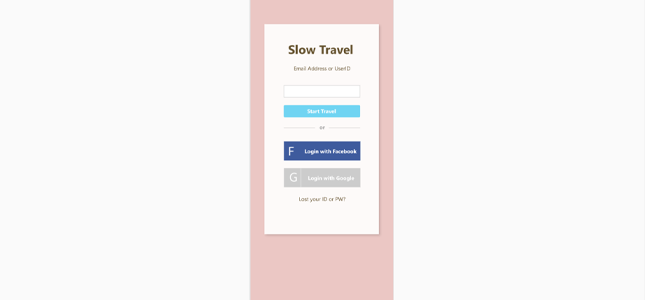 Slow Travel
Email Address or UserID
Start Travel
or
F Login with Facebook
G Login with Google
Lost your ID or PW?